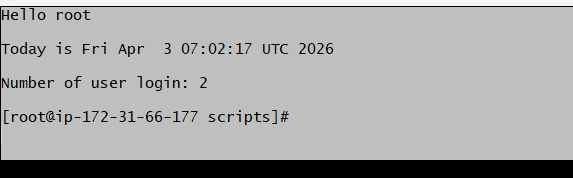 Hello root
Today is Fri Apr  3 07:02:17 UTC 2026
Number of user login: 2
[root@ip-172-31-66-177 scripts]#